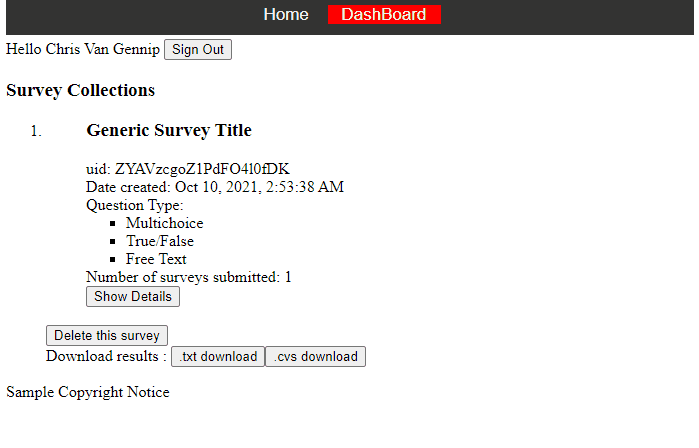 Home DashBoard
Hello Chris Van Gennip Sign Out
Survey Collections
1. Generic Survey Title
uid: ZYAVzcgoZ1PdFO4l0fDK
Date created: Oct 10, 2021, 2:53:38 AM
Question Type:
Multichoice
True/False
Free Text
Number of surveys submitted: 1
Show Details
Delete this survey
Download results : .txt download .cvs download
Sample Copyright Notice